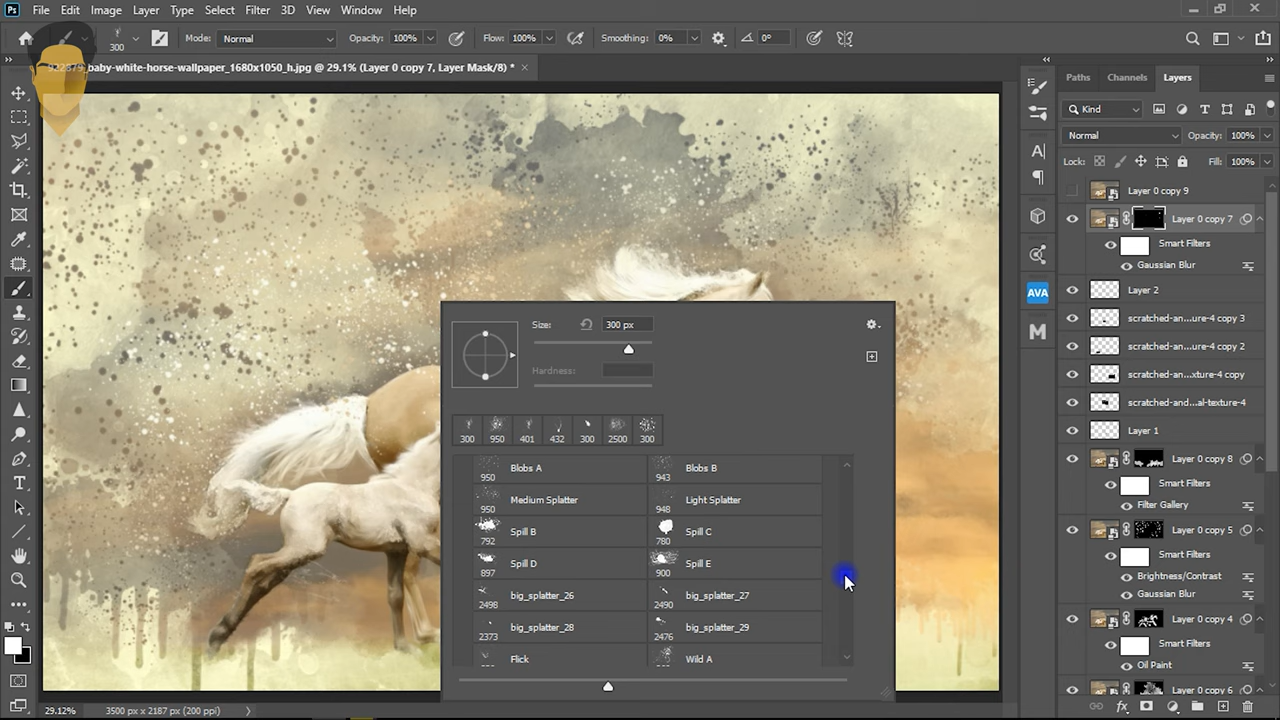 Ps File Edit Image Layer Type Select Filter 3D View Window Help
300 Mode: Normal Opacity: 100% Flow: 100% Smoothing: 0% 0°
baby-white-horse-wallpaper_1680x1050_h.jpg @ 29.1% (Layer 0 copy 7, Layer Mask/8) *
Paths Channels Layers
Kind
Normal Opacity: 100%
Lock: Fill: 100%
Layer 0 copy 9
Layer 0 copy 7
Smart Filters
Gaussian Blur
AVA
Layer 2
M
scratched-an...ure-4 copy 3
scratched-an...ure-4 copy 2
scratched-an...xture-4 copy
scratched-and...al-texture-4
Layer 1
Layer 0 copy 8
Smart Filters
Filter Gallery
Layer 0 copy 5
Smart Filters
Brightness/Contrast
Gaussian Blur
Layer 0 copy 4
Smart Filters
Oil Paint
Layer 0 copy 6
Size: 300 px
Hardness:
300 950 401 432 300 2500 300
Blobs A Blobs B
950 943
Medium Splatter Light Splatter
950 948
Spill B Spill C
792 780
Spill D Spill E
897 900
big_splatter_26 big_splatter_27
2498 2490
big_splatter_28 big_splatter_29
2373 2476
Flick Wild A
29.12% 3500 px x 2187 px (200 ppi)